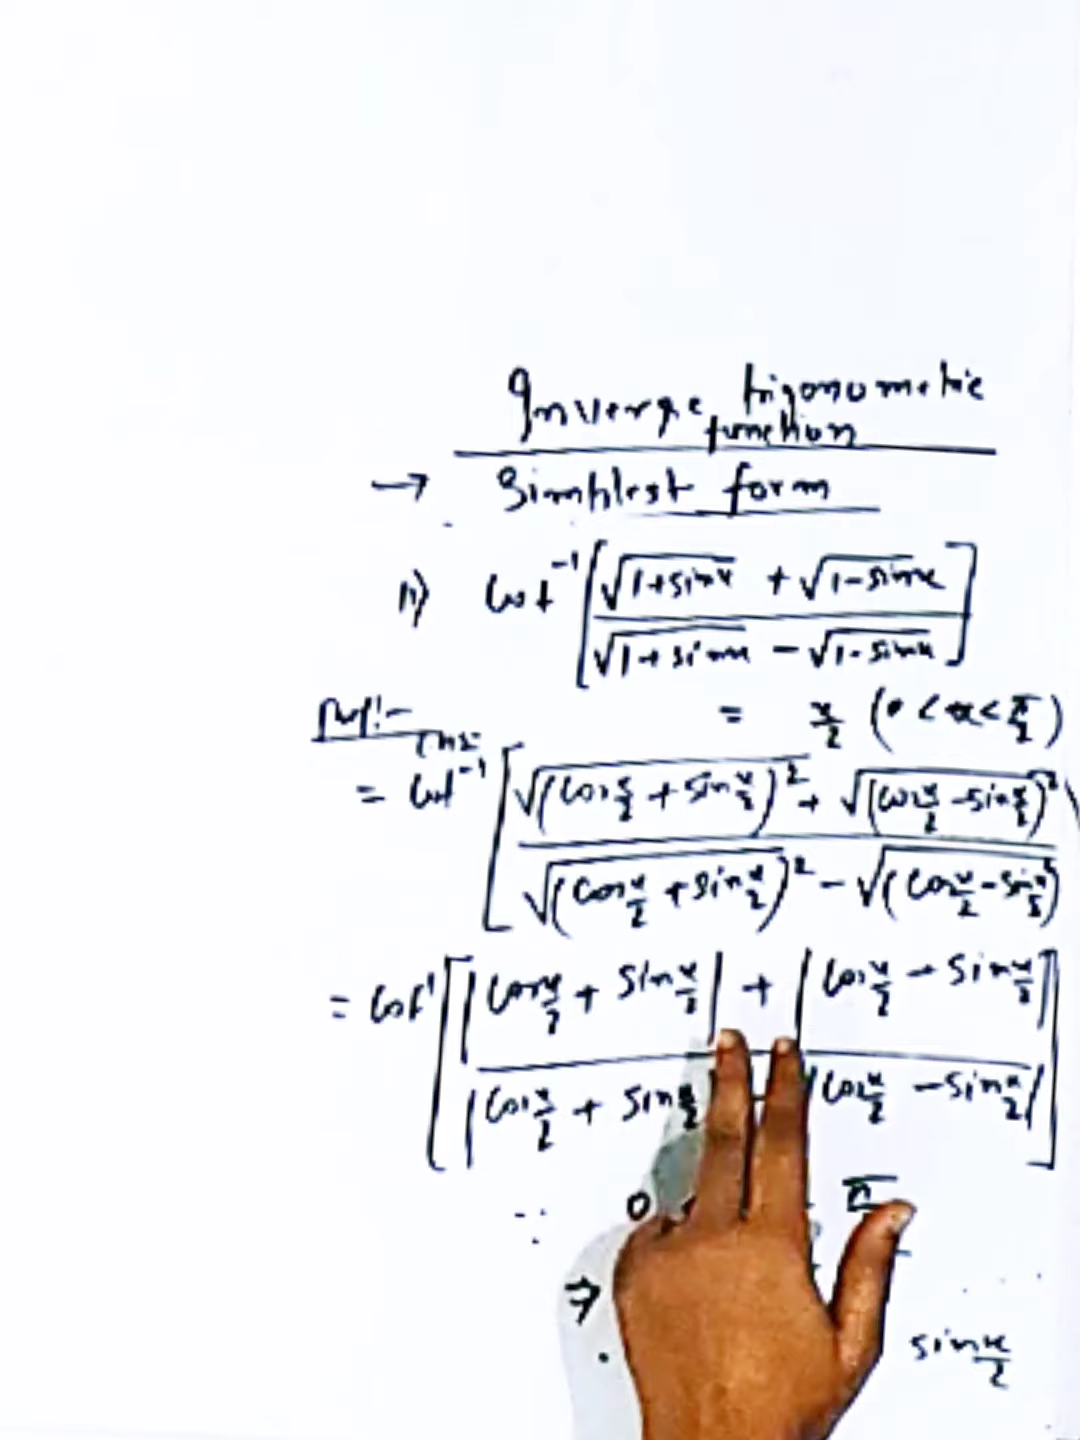 Inverse trigonometric
function
→ Simplest form
11) Cot⁻¹ [ (√1+sinx + √1-sinx) / (√1+sinx - √1-sinx) ]
= x/2 (0 < x < π/2)
= Cot⁻¹ [ (√(Cos x/2 + sin x/2)² + √(Cos x/2 - sin x/2)²) / (√(Cos x/2 + sin x/2)² - √(Cos x/2 - sin x/2)²) ]
= Cot⁻¹ [ (|Cos x/2 + sin x/2| + |Cos x/2 - sin x/2|) / (|Cos x/2 + sin x/2 - |Cos x/2 - sin x/2|) ]
∵ 0 π
⇒
sin x/2